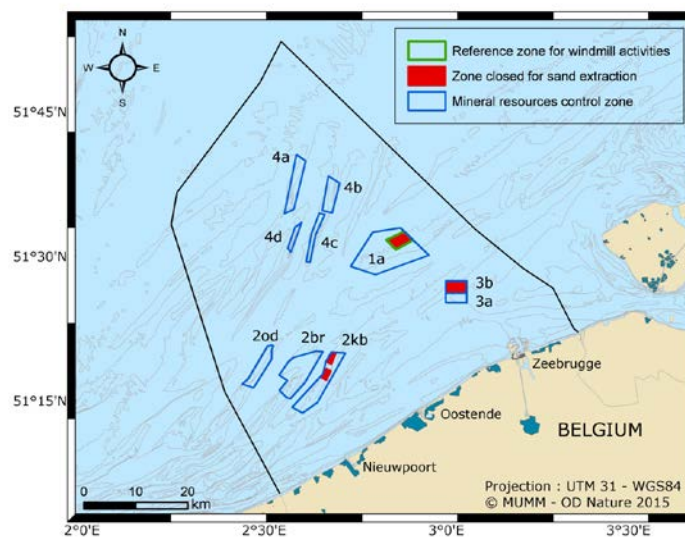 N
W E
S
Reference zone for windmill activities
Zone closed for sand extraction
Mineral resources control zone
51°45'N
51°30'N
51°15'N
4a
4b
4d
4c
1a
3b
3a
2od
2br
2kb
Zeebrugge
Oostende
BELGIUM
Nieuwpoort
0 10 20
km
Projection : UTM 31 - WGS84
© MUMM - OD Nature 2015
2°0'E 2°30'E 3°0'E 3°30'E